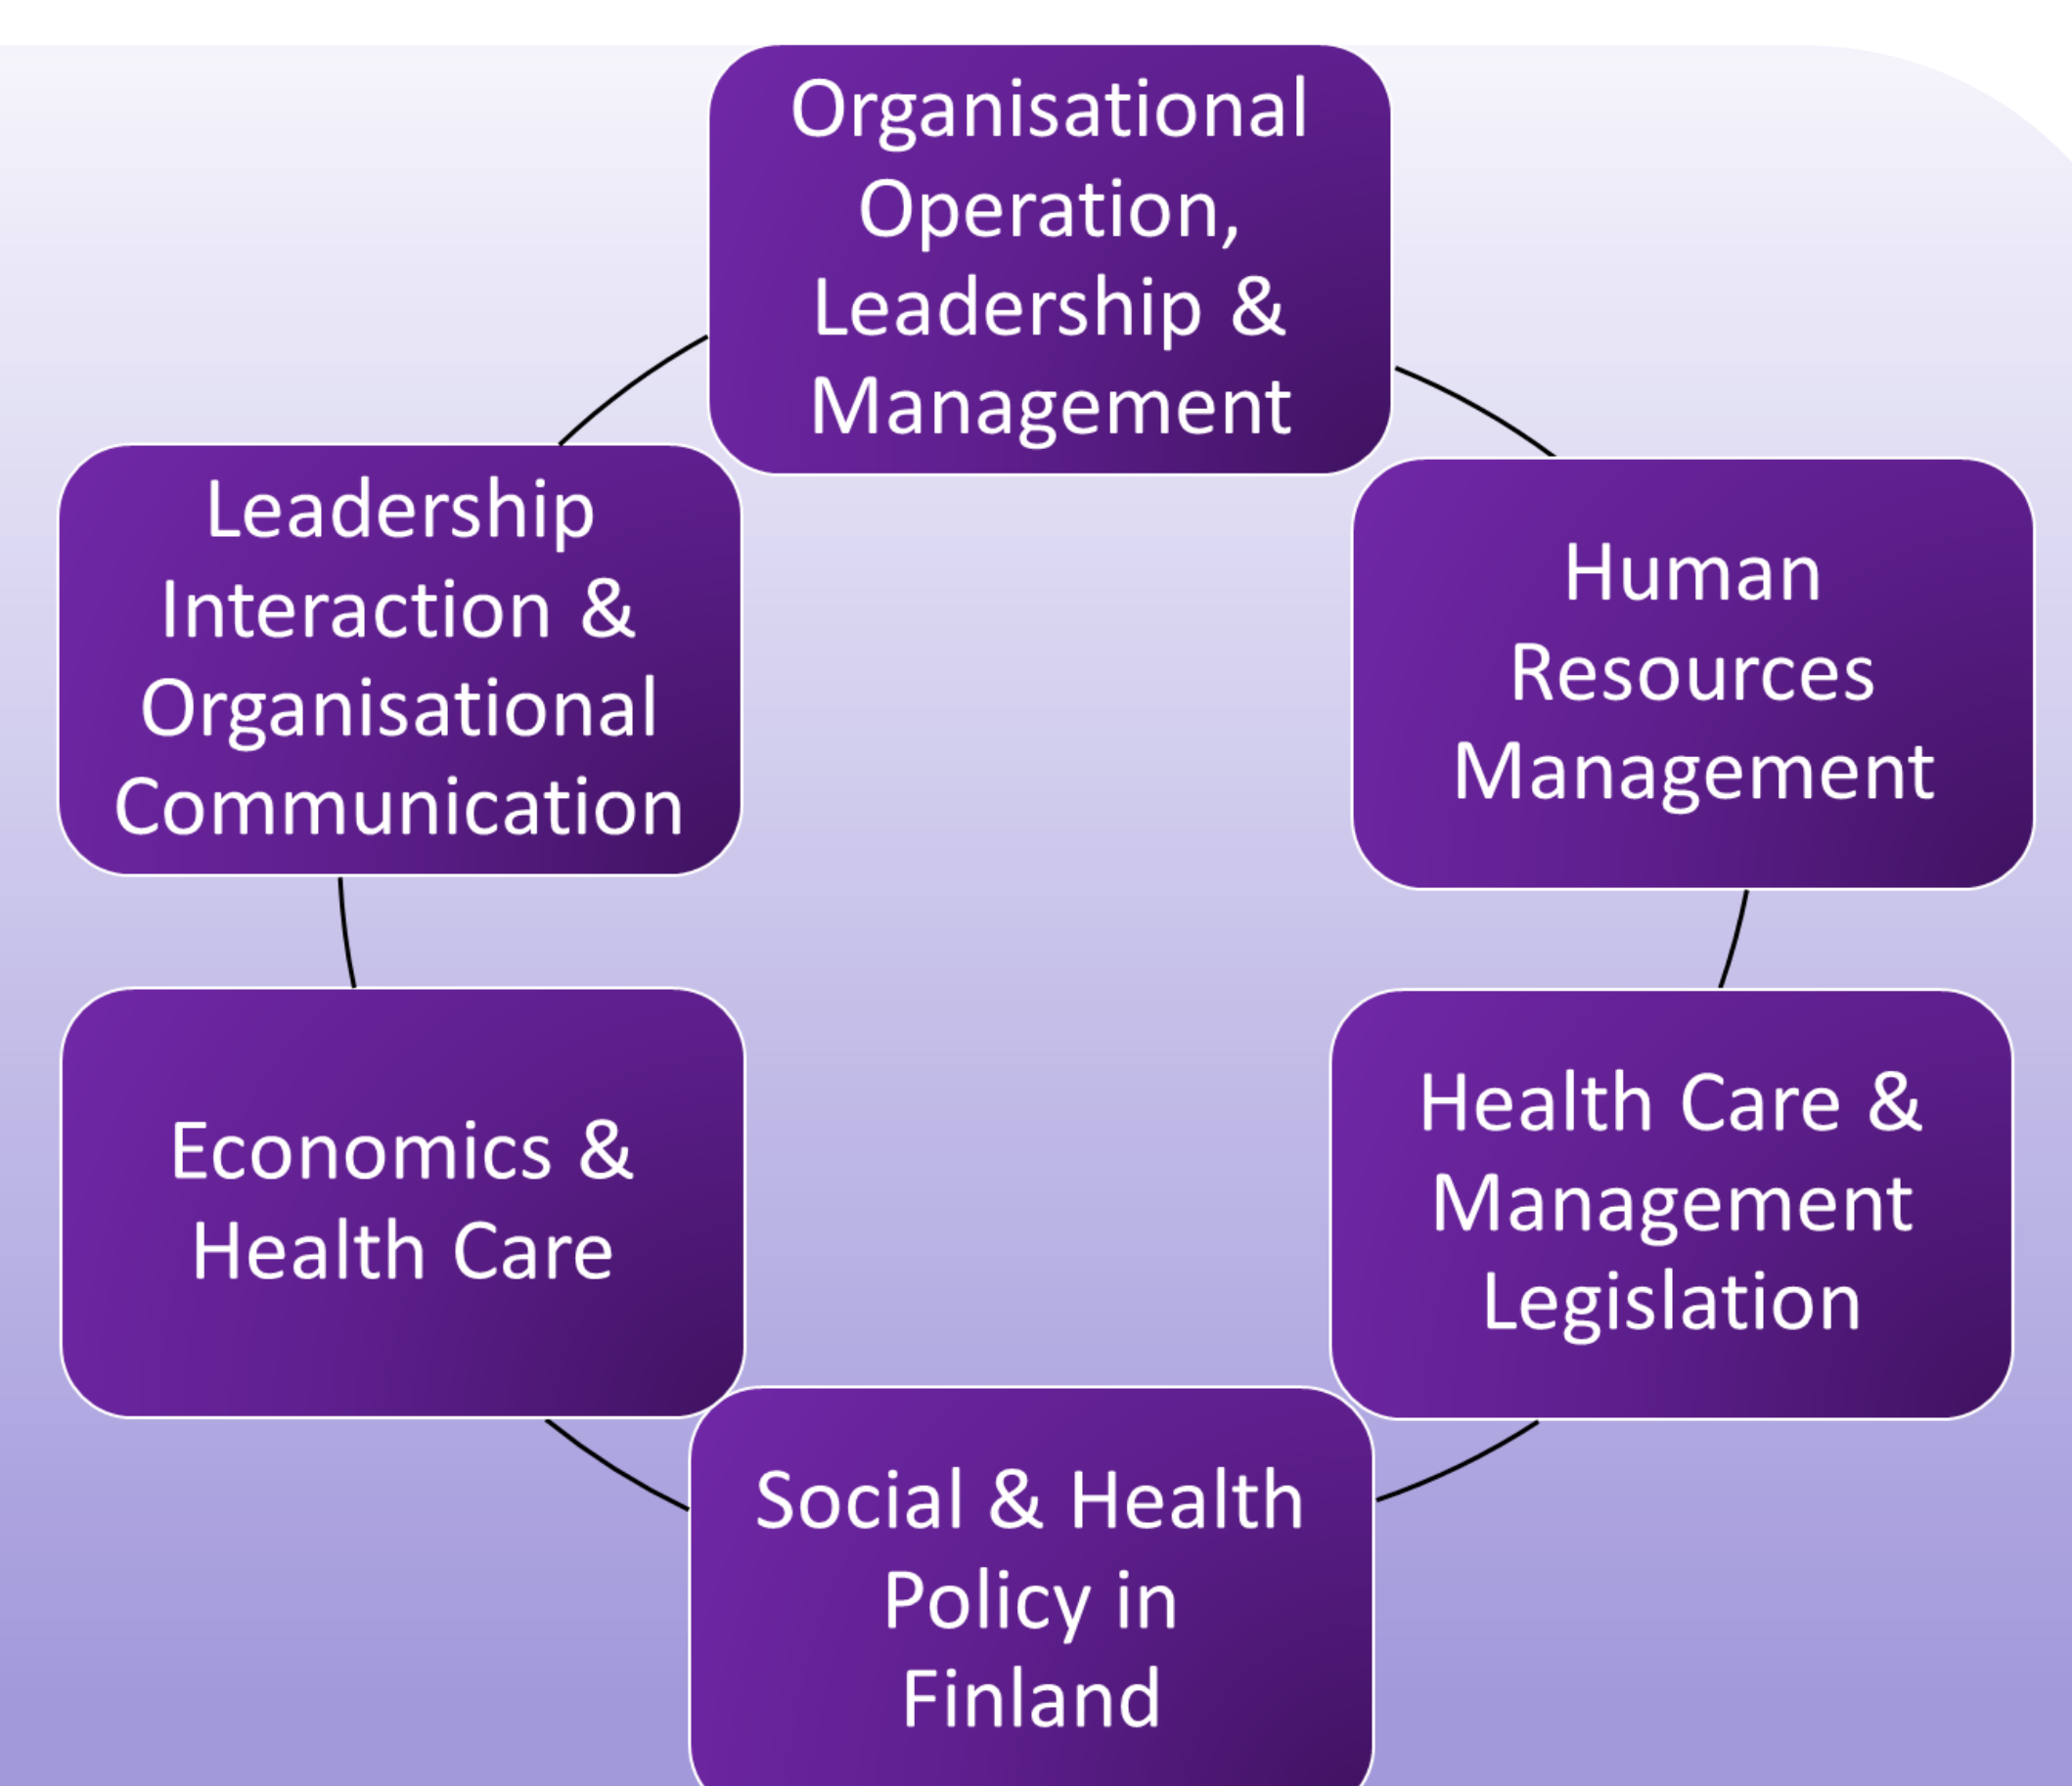 Organisational
Operation,
Leadership &
Management
Human
Resources
Management
Health Care &
Management
Legislation
Social & Health
Policy in
Finland
Economics &
Health Care
Leadership
Interaction &
Organisational
Communication